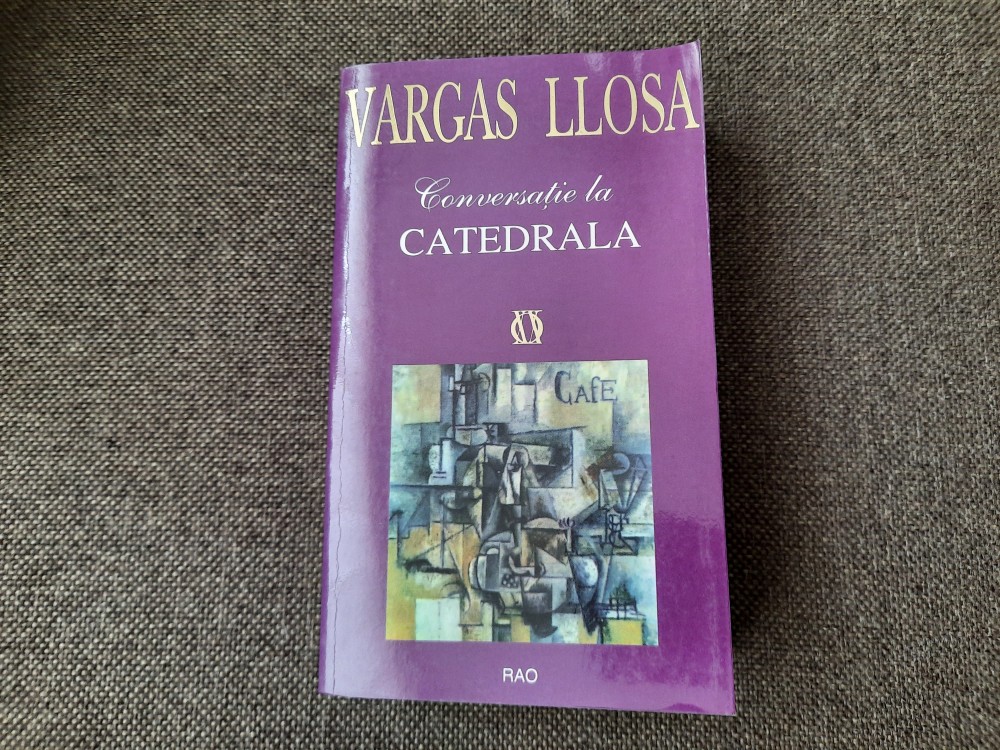 VARGAS LLOSA
Conversație la
CATEDRALA
CAfE
RAO